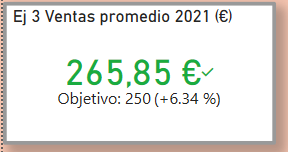 Ej 3 Ventas promedio 2021 (€)
265,85 €✓
Objetivo: 250 (+6.34 %)